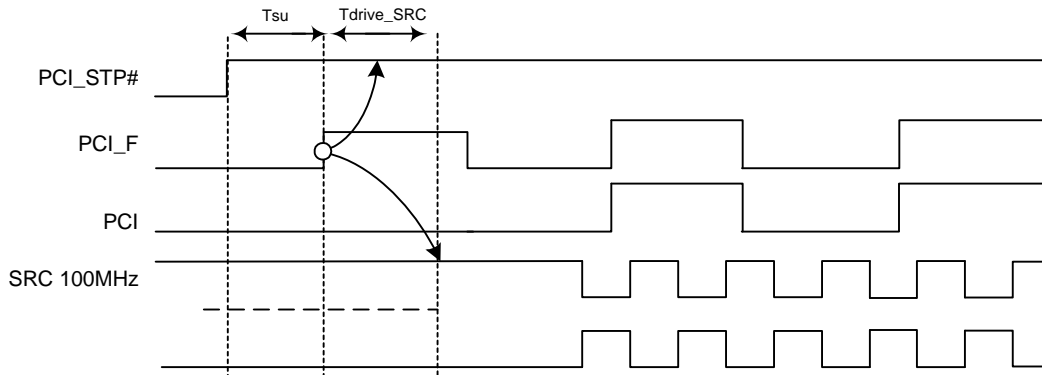 Tsu
Tdrive_SRC
PCI_STP#
PCI_F
PCI
SRC 100MHz